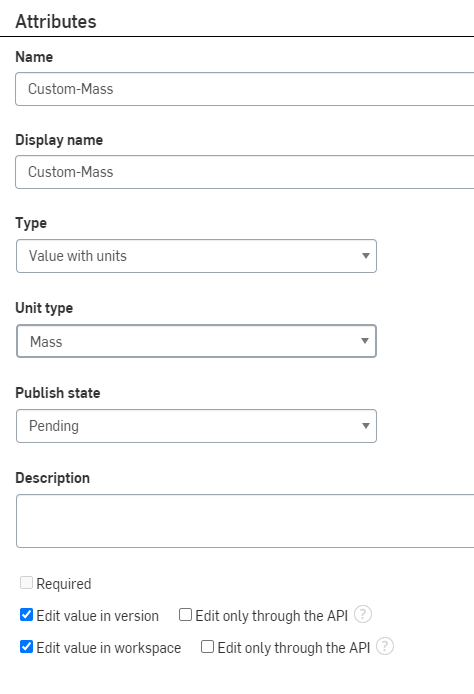 Attributes
Name
Custom-Mass
Display name
Custom-Mass
Type
Value with units
Unit type
Mass
Publish state
Pending
Description
Required
Edit value in version Edit only through the API ?
Edit value in workspace Edit only through the API ?